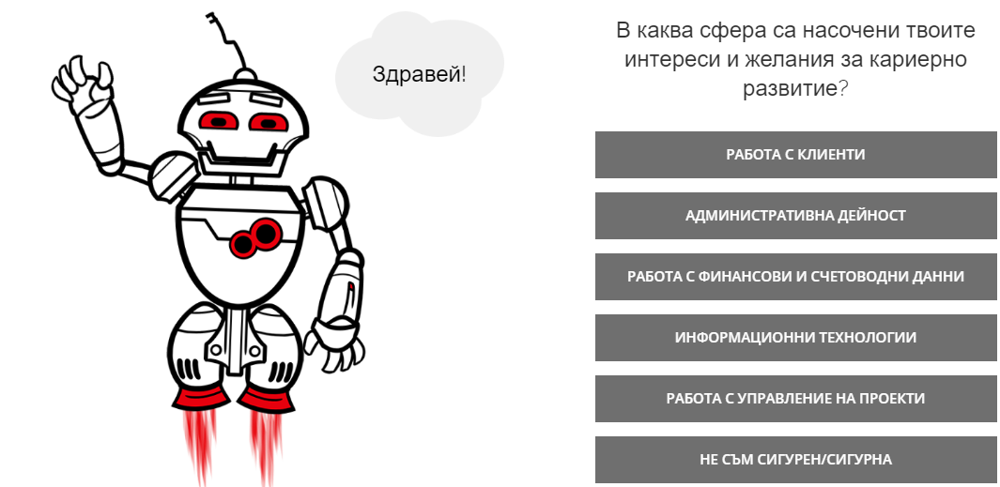 Здравей!
В каква сфера са насочени твоите
интереси и желания за кариерно
развитие?
РАБОТА С КЛИЕНТИ
АДМИНИСТРАТИВНА ДЕЙНОСТ
РАБОТА С ФИНАНСОВИ И СЧЕТОВОДНИ ДАННИ
ИНФОРМАЦИОННИ ТЕХНОЛОГИИ
РАБОТА С УПРАВЛЕНИЕ НА ПРОЕКТИ
НЕ СЪМ СИГУРЕН/СИГУРНА